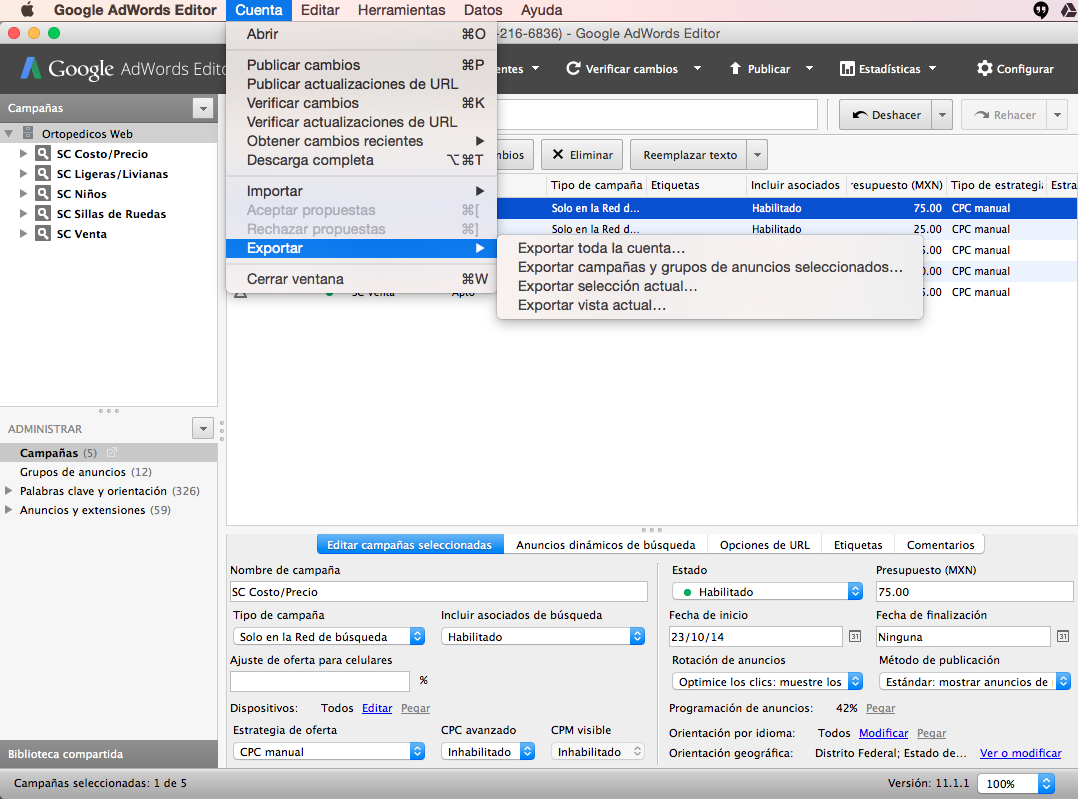 Google AdWords Editor Cuenta Editar Herramientas Datos Ayuda
-216-6836) - Google AdWords Editor
Google AdWords
Verificar cambios Publicar Estadísticas Configurar
Abrir ⌘O
Publicar cambios ⌘P
Publicar actualizaciones de URL
Verificar cambios ⌘K
Verificar actualizaciones de URL
Obtener cambios recientes
Descarga completa ⌥⌘T
Importar
Aceptar propuestas ⌘[
Rechazar propuestas ⌘]
Exportar
Cerrar ventana ⌘W
Exportar toda la cuenta...
Exportar campañas y grupos de anuncios seleccionados...
Exportar selección actual...
Exportar vista actual...
Campañas
Ortopedicos Web
SC Costo/Precio
SC Ligeras/Livianas
SC Niños
SC Sillas de Ruedas
SC Venta
Deshacer Rehacer
Eliminar Reemplazar texto
Tipo de campaña Etiquetas Incluir asociados (MXN) Tipo de
Solo en la Red d... Habilitado 75.00 CPC manual
Solo en la Red d... Habilitado 25.00 CPC manual
CPC manual
CPC manual
SC Venta Apto CPC manual
ADMINISTRAR
Campañas (5)
Grupos de anuncios (12)
Palabras clave y orientación (326)
Anuncios y extensiones (59)
Biblioteca compartida
Editar campañas seleccionadas Anuncios dinámicos de búsqueda Opciones de URL Etiquetas Comentarios
Nombre de campaña
SC Costo/Precio
Tipo de campaña Incluir asociados de búsqueda
Solo en la Red de búsqueda Habilitado
Ajuste de oferta para celulares
%
Dispositivos: Todos Editar Pegar
Estrategia de oferta CPC avanzado CPM visible
CPC manual Inhabilitado Inhabilitado
Estado Presupuesto (MXN)
Habilitado 75.00
Fecha de inicio Fecha de finalización
23/10/14 31 Ninguna 31
Rotación de anuncios Método de publicación
Optimice los clics: muestre los Estándar: mostrar anuncios de
Programación de anuncios: 42% Pegar
Orientación por idioma: Todos Modificar Pegar
Orientación geográfica: Distrito Federal; Estado de... Ver o modificar
Campañas seleccionadas: 1 de 5 Versión: 11.1.1 100%